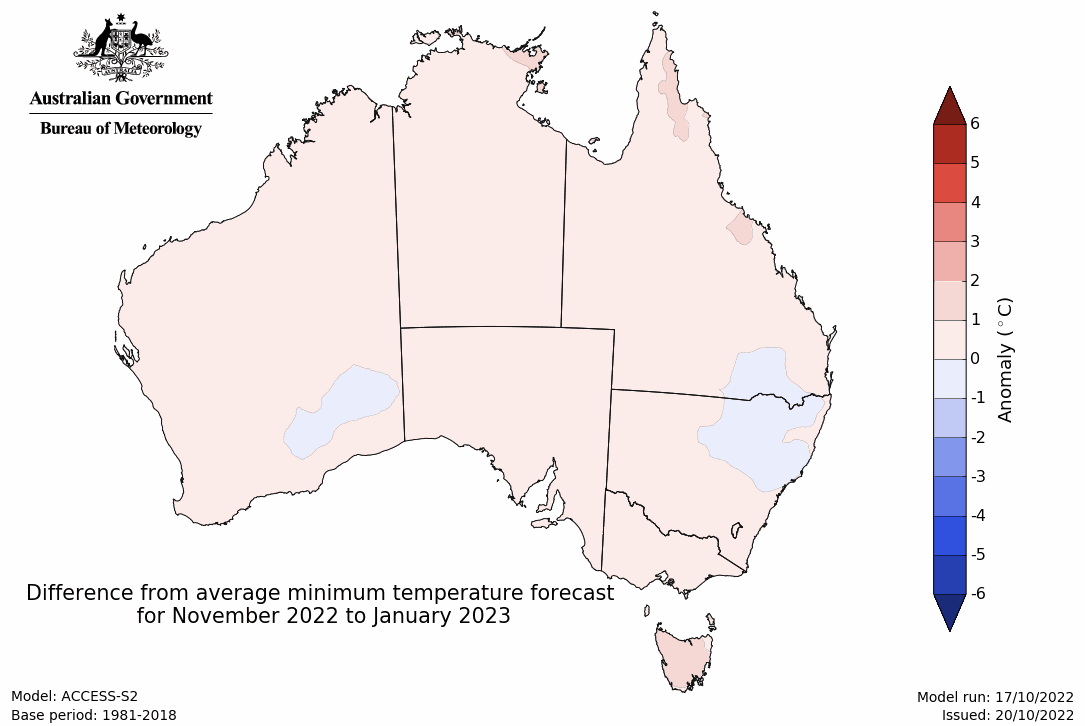 Australian Government
Bureau of Meteorology
6
5
4
3
2
1
0
-1
-2
-3
-4
-5
-6
Anomaly (°C)
Difference from average minimum temperature forecast
for November 2022 to January 2023
Model: ACCESS-S2
Base period: 1981-2018
Model run: 17/10/2022
Issued: 20/10/2022